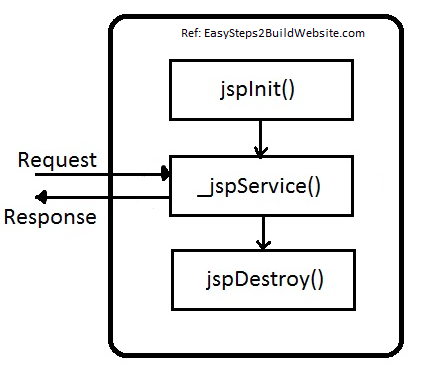 Ref: EasySteps2BuildWebsite.com
jspInit()
Request
_jspService()
Response
jspDestroy()